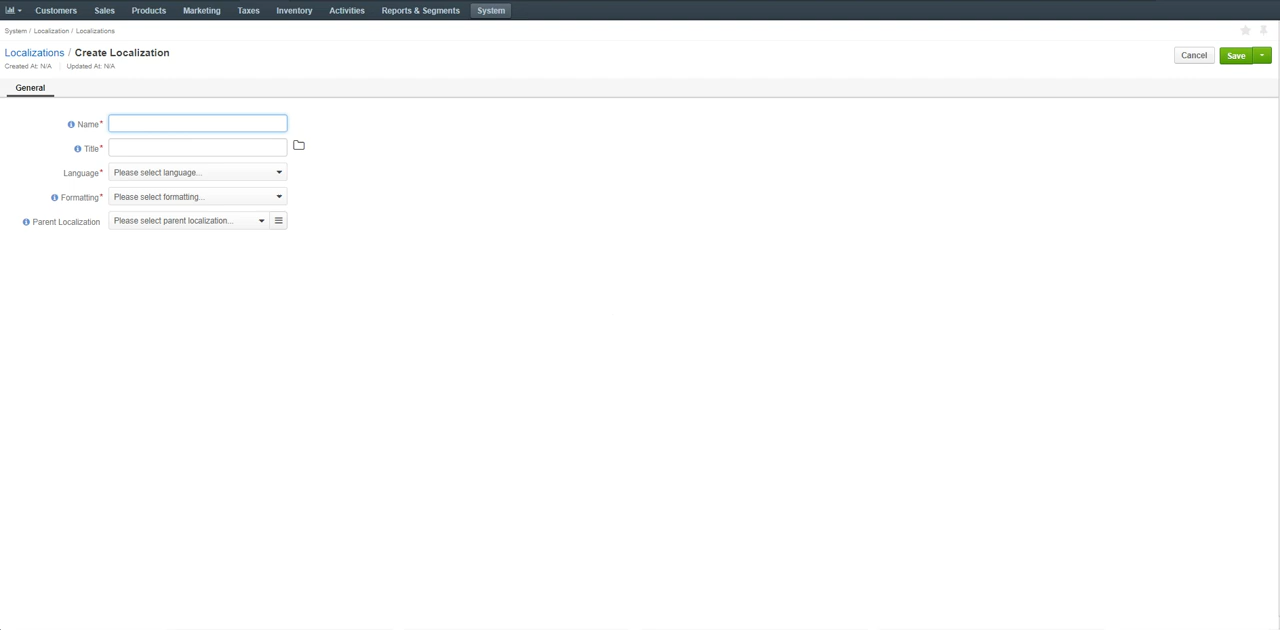 Customers Sales Products Marketing Taxes Inventory Activities Reports & Segments System
System / Localization / Localizations
Localizations / Create Localization
Cancel Save
Created At: N/A Updated At: N/A
General
Name*
Title*
Language* Please select language...
Formatting* Please select formatting...
Parent Localization Please select parent localization...